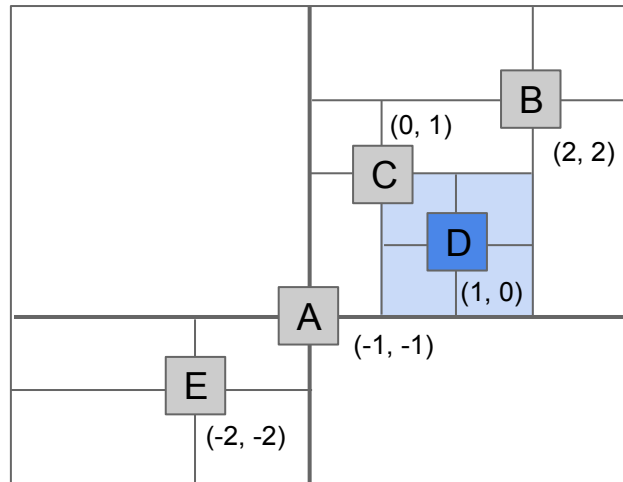 B
(0, 1)
(2, 2)
C
D
(1, 0)
A
(-1, -1)
E
(-2, -2)